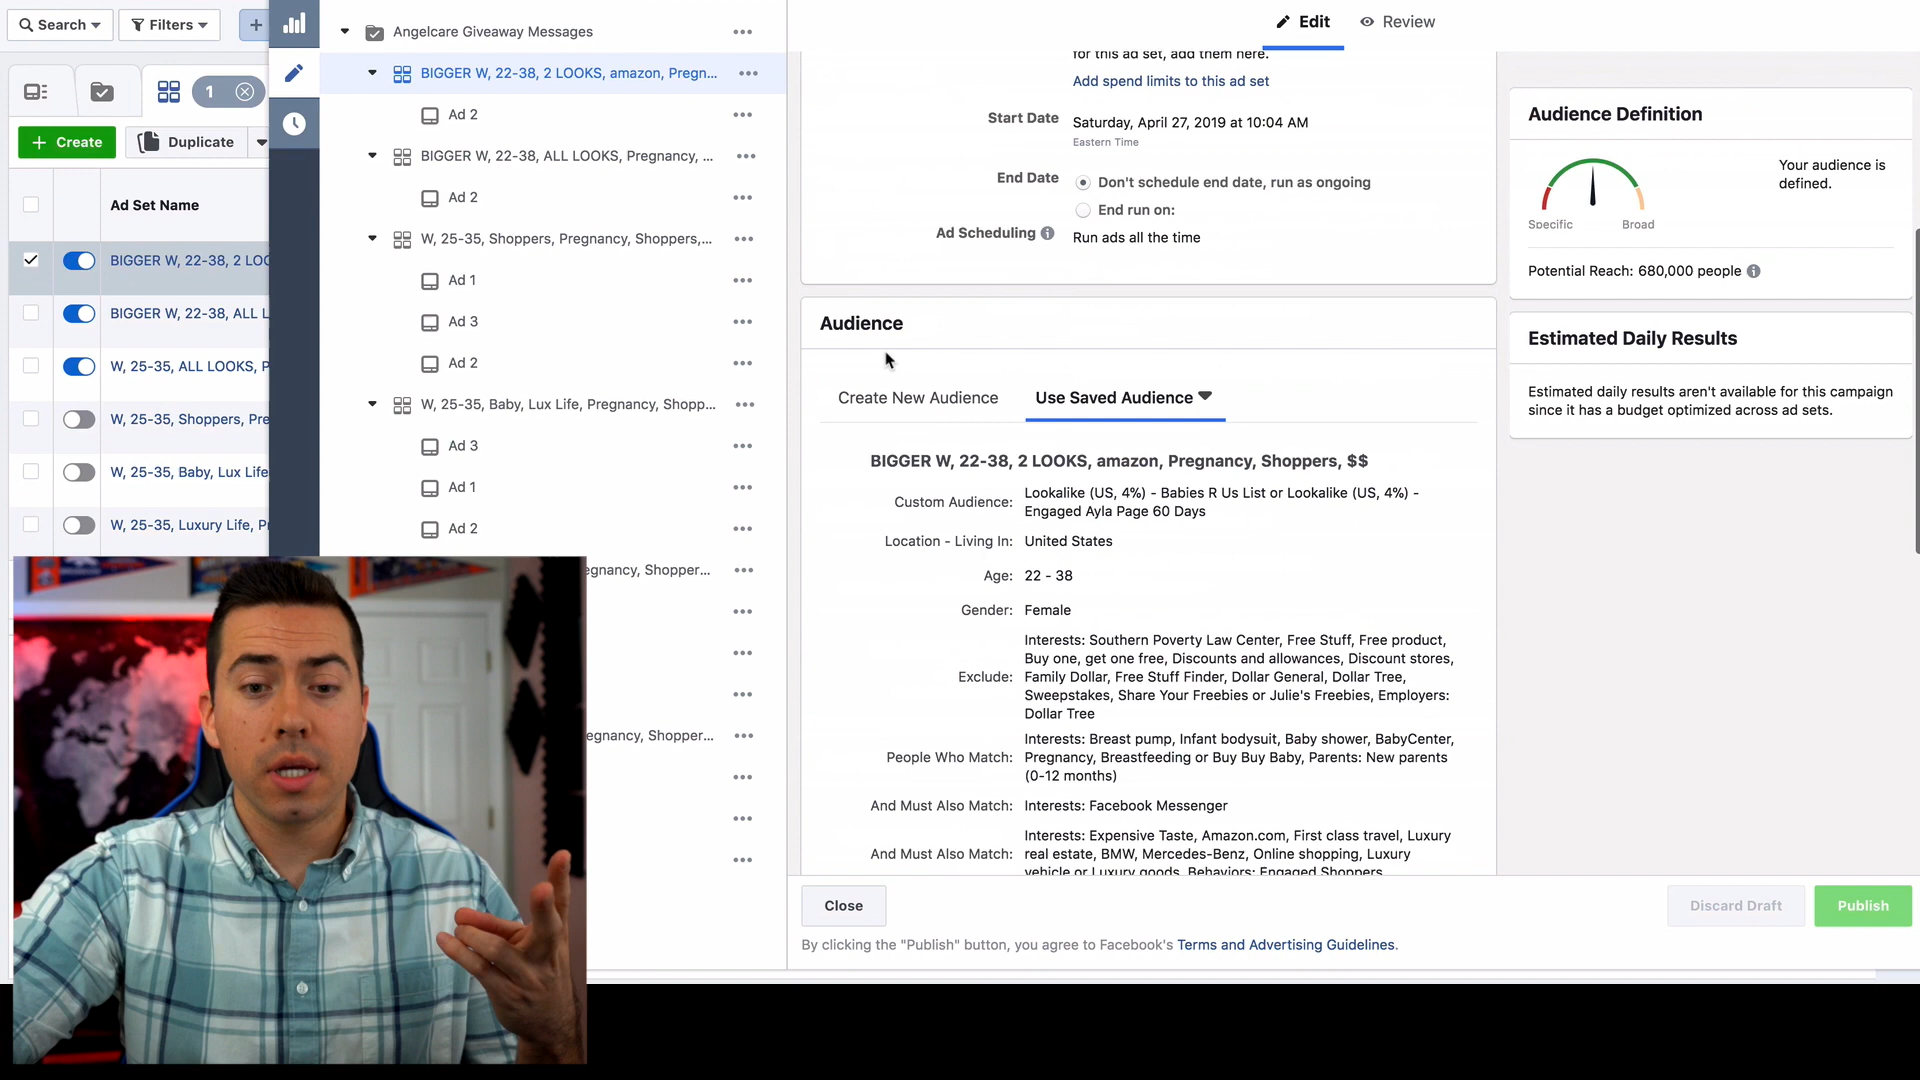 Search
Filters
1
Create
Duplicate
Ad Set Name
BIGGER W, 22-38, 2 LOO
BIGGER W, 22-38, ALL L
W, 25-35, ALL LOOKS, P
W, 25-35, Shoppers, Pre
W, 25-35, Baby, Lux Life
W, 25-35, Luxury Life, P
Angelcare Giveaway Messages
BIGGER W, 22-38, 2 LOOKS, amazon, Pregn...
Ad 2
BIGGER W, 22-38, ALL LOOKS, Pregnancy, ...
Ad 2
W, 25-35, Shoppers, Pregnancy, Shoppers,...
Ad 1
Ad 3
Ad 2
W, 25-35, Baby, Lux Life, Pregnancy, Shopp...
Ad 3
Ad 1
Ad 2
egnancy, Shopper...
egnancy, Shopper...
Edit
Review
for this ad set, add them here.
Add spend limits to this ad set
Start Date
Saturday, April 27, 2019 at 10:04 AM
Eastern Time
End Date
Don't schedule end date, run as ongoing
End run on:
Ad Scheduling
Run ads all the time
Audience
Create New Audience
Use Saved Audience
BIGGER W, 22-38, 2 LOOKS, amazon, Pregnancy, Shoppers, $$
Custom Audience:
Lookalike (US, 4%) - Babies R Us List or Lookalike (US, 4%) -
Engaged Ayla Page 60 Days
Location - Living In:
United States
Age:
22 - 38
Gender:
Female
Exclude:
Interests: Southern Poverty Law Center, Free Stuff, Free product,
Buy one, get one free, Discounts and allowances, Discount stores,
Family Dollar, Free Stuff Finder, Dollar General, Dollar Tree,
Sweepstakes, Share Your Freebies or Julie's Freebies, Employers:
Dollar Tree
People Who Match:
Interests: Breast pump, Infant bodysuit, Baby shower, BabyCenter,
Pregnancy, Breastfeeding or Buy Buy Baby, Parents: New parents
(0-12 months)
And Must Also Match:
Interests: Facebook Messenger
And Must Also Match:
Interests: Expensive Taste, Amazon.com, First class travel, Luxury
real estate, BMW, Mercedes-Benz, Online shopping, Luxury
vehicle or Luxury goods, Behaviors: Engaged Shoppers
Close
Discard Draft
Publish
By clicking the "Publish" button, you agree to Facebook's Terms and Advertising Guidelines.
Audience Definition
Your audience is
defined.
Specific
Broad
Potential Reach: 680,000 people
Estimated Daily Results
Estimated daily results aren't available for this campaign
since it has a budget optimized across ad sets.